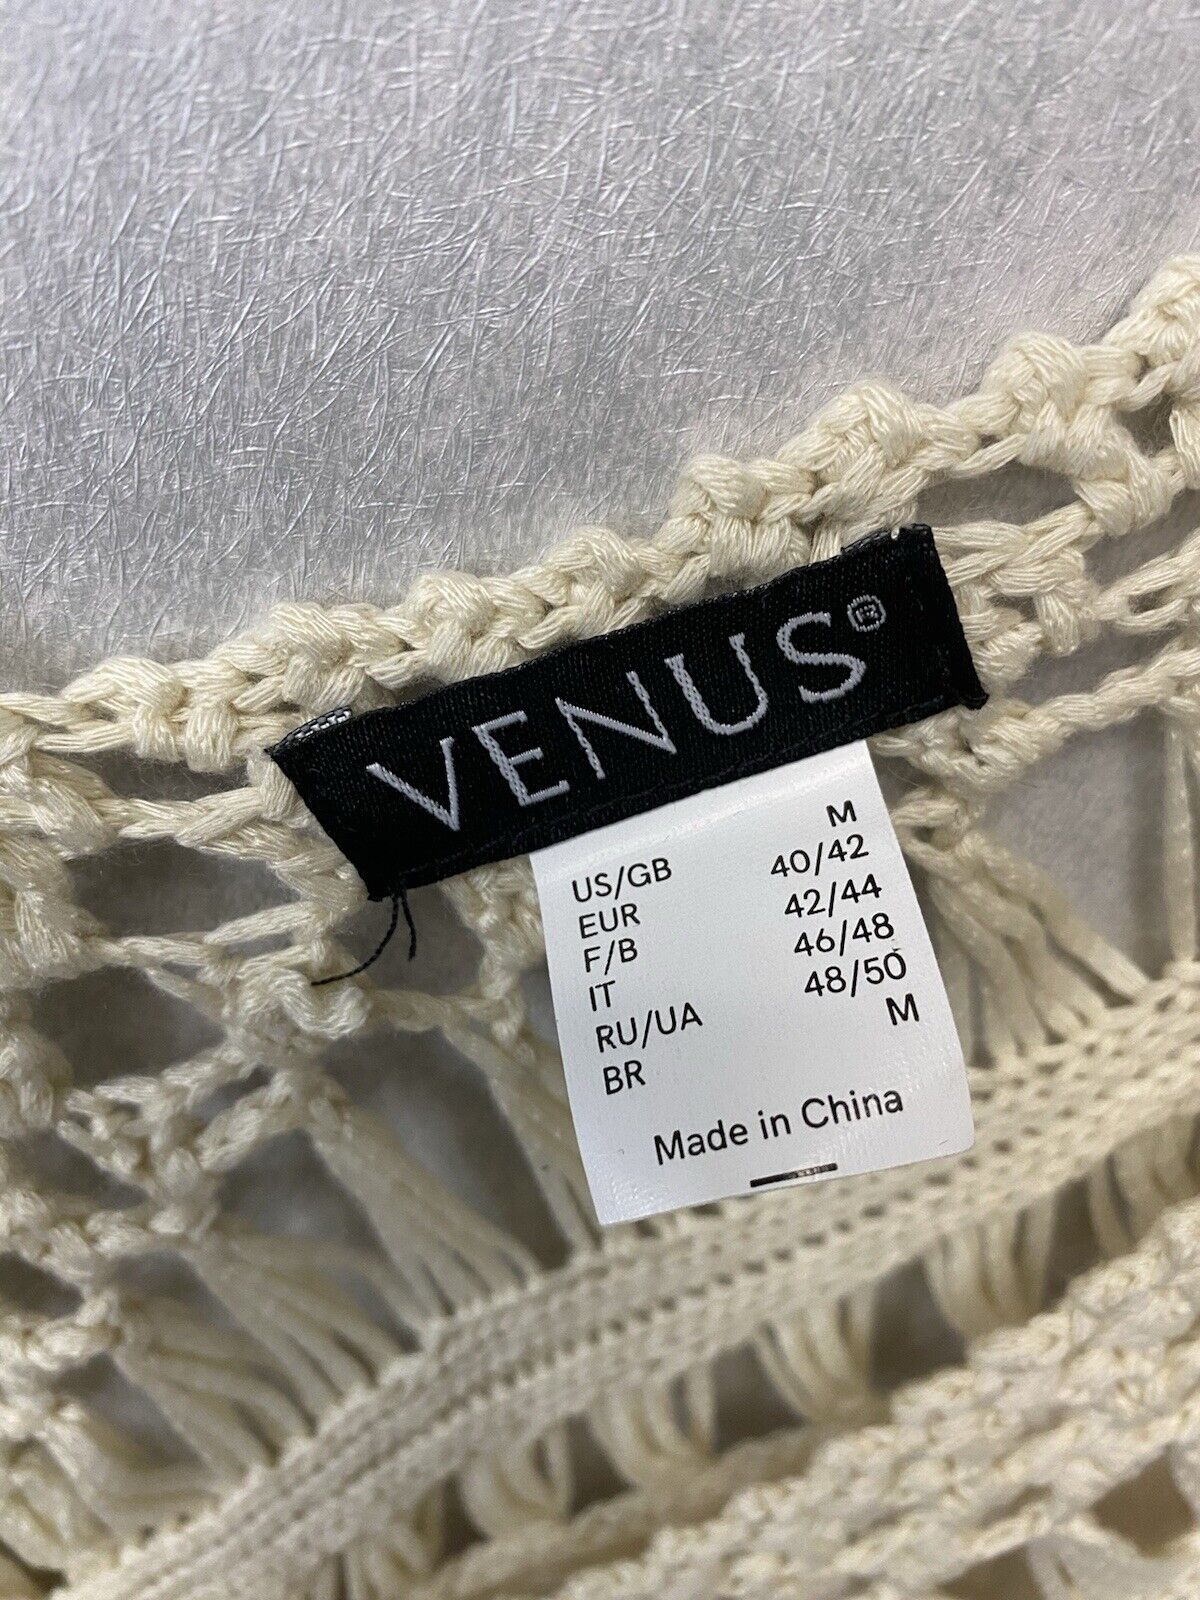 VENUS®
US/GB M
EUR 40/42
F/B 42/44
IT 46/48
RU/UA 48/50
BR M
Made in China